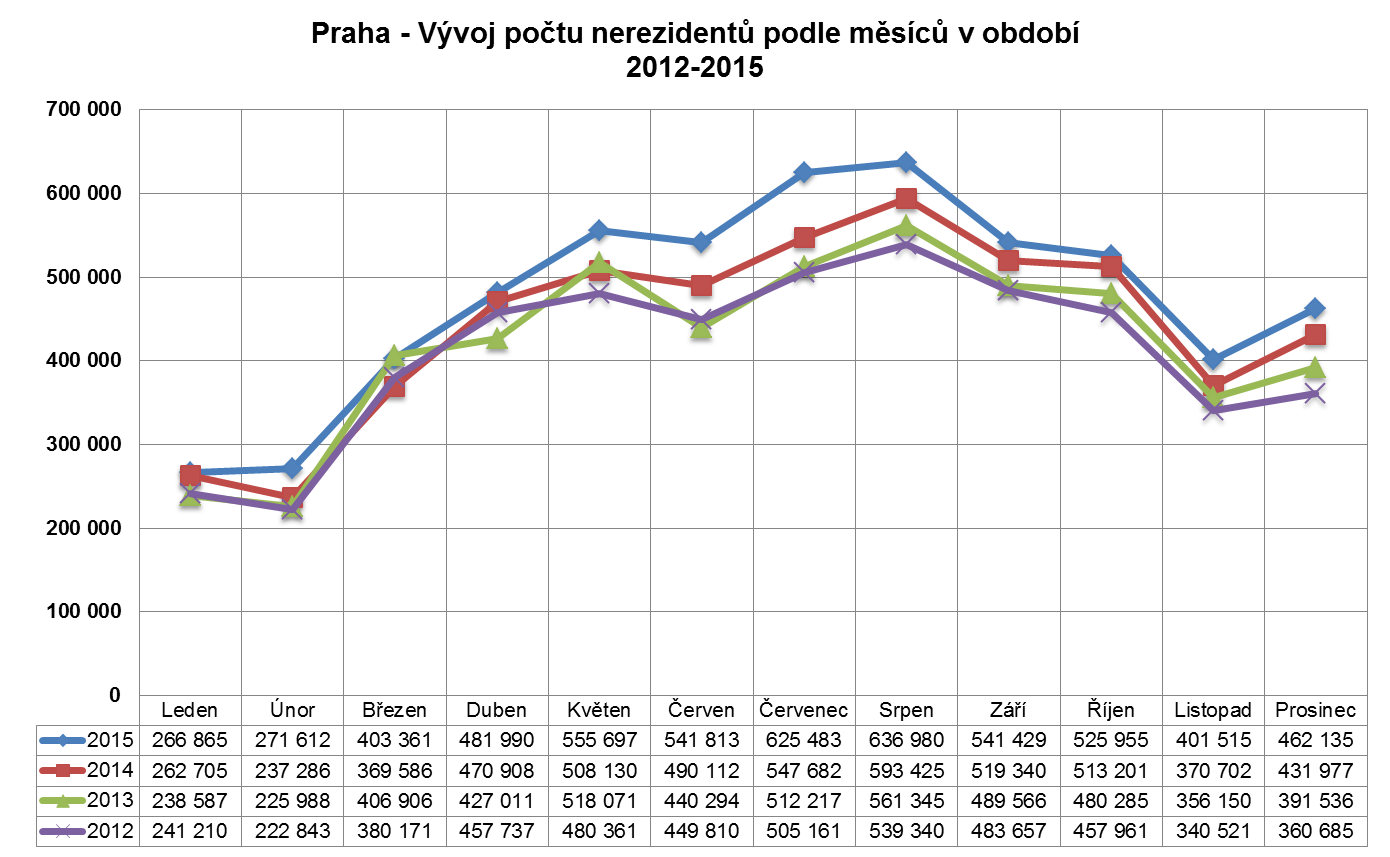 Praha - Vývoj počtu nerezidentů podle měsíců v období
2012-2015
700 000
600 000
500 000
400 000
300 000
200 000
100 000
0
Leden Únor Březen Duben Květen Červen Červenec Srpen Září Říjen Listopad Prosinec
2015 266 865 271 612 403 361 481 990 555 697 541 813 625 483 636 980 541 429 525 955 401 515 462 135
2014 262 705 237 286 369 586 470 908 508 130 490 112 547 682 593 425 519 340 513 201 370 702 431 977
2013 238 587 225 988 406 906 427 011 518 071 440 294 512 217 561 345 489 566 480 285 356 150 391 536
2012 241 210 222 843 380 171 457 737 480 361 449 810 505 161 539 340 483 657 457 961 340 521 360 685